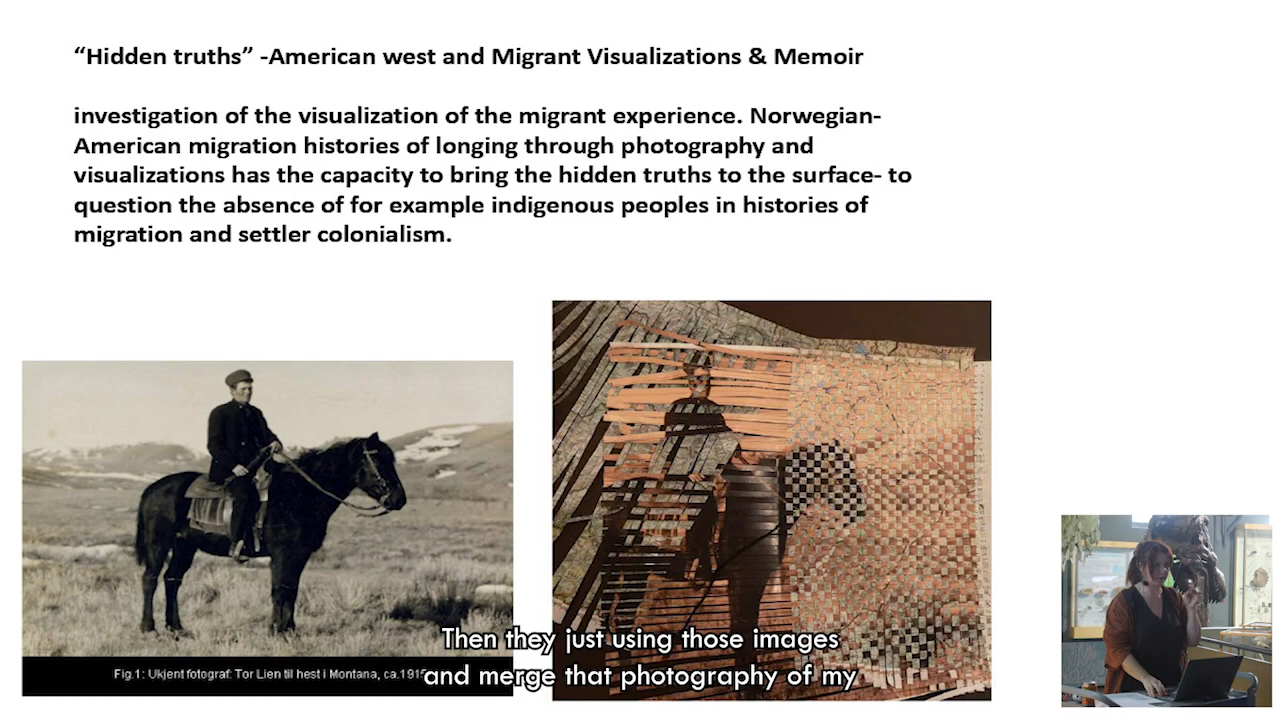 “Hidden truths” -American west and Migrant Visualizations & Memoir
investigation of the visualization of the migrant experience. Norwegian-
American migration histories of longing through photography and
visualizations has the capacity to bring the hidden truths to the surface- to
question the absence of for example indigenous peoples in histories of
migration and settler colonialism.
Fig.1: Ukjent fotograf: Tor Lien til hest i Montana, ca.1915
Then they just using those images
and merge that photography of my